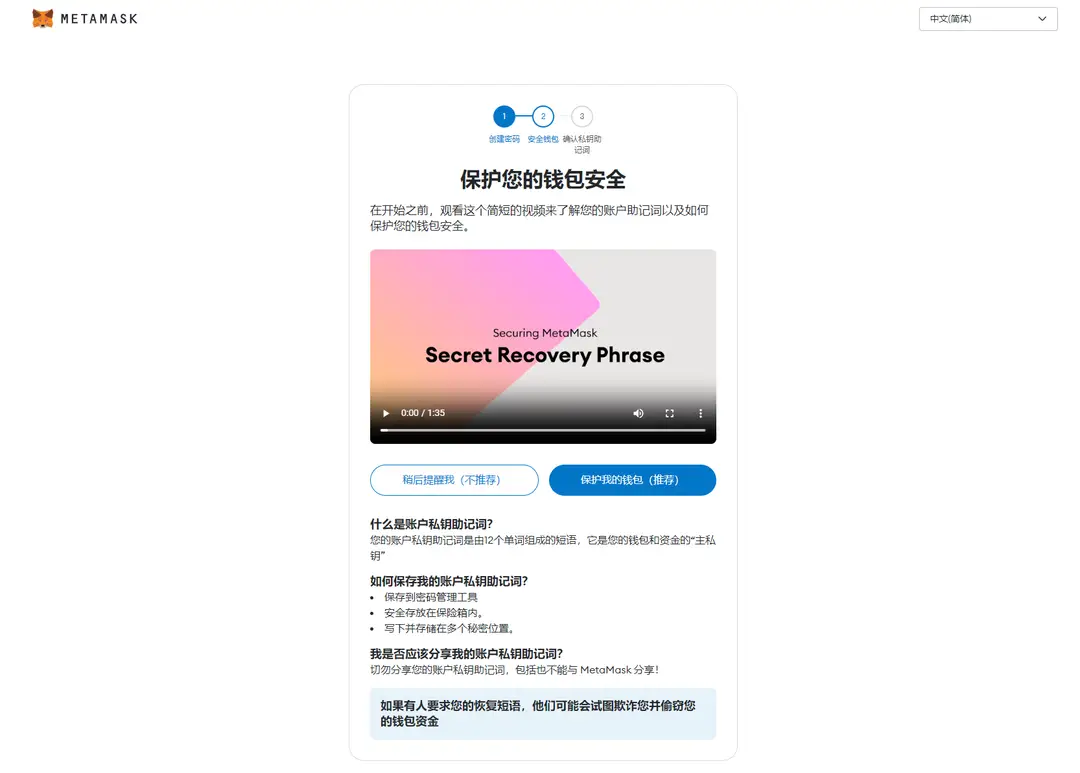 METAMASK
中文(简体)
1
2
3
创建密码
安全钱包
确认私钥助
记词
保护您的钱包安全
在开始之前，观看这个简短的视频来了解您的账户助记词以及如何
保护您的钱包安全。
Securing MetaMask
Secret Recovery Phrase
0:00 / 1:35
稍后提醒我（不推荐）
保护我的钱包（推荐）
什么是账户私钥助记词？
您的账户私钥助记词是由12个单词组成的短语，它是您的钱包和资金的“主私
钥”
如何保存我的账户私钥助记词？
• 保存到密码管理工具
• 安全存放在保险箱内。
• 写下并存储在多个秘密位置。
我是否应该分享我的账户私钥助记词？
切勿分享您的账户私钥助记词，包括也不能与 MetaMask 分享！
如果有人要求您的恢复短语，他们可能会试图欺诈您并偷窃您
的钱包资金